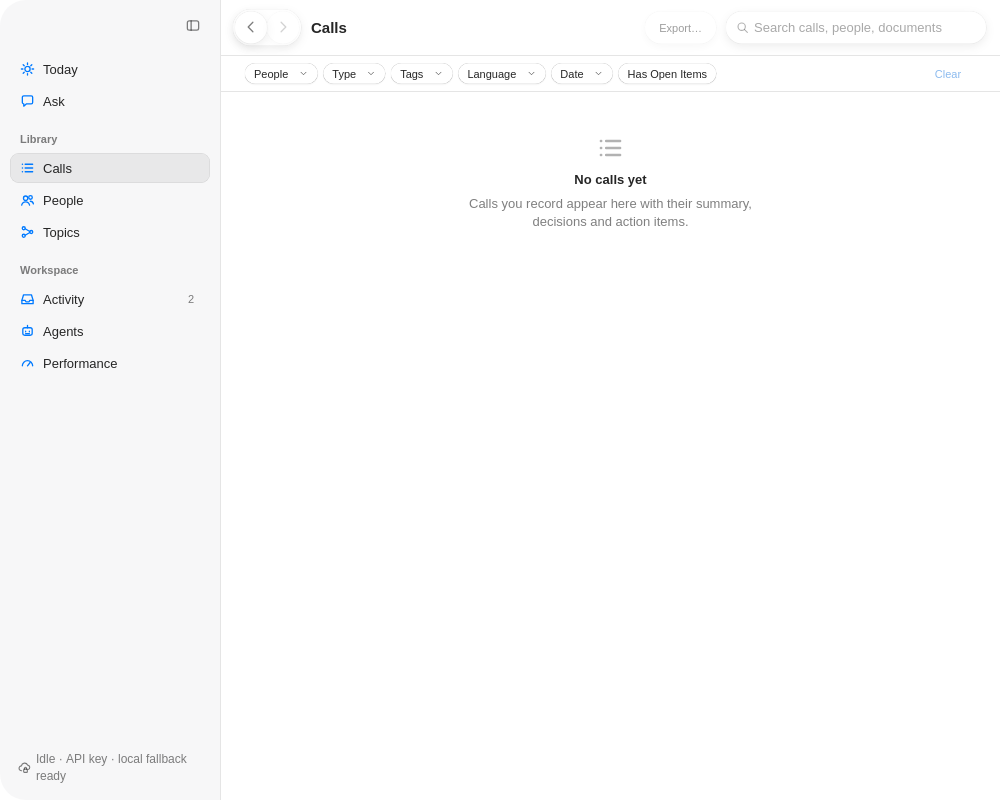 Calls
Export…
Search calls, people, documents
Today
Ask
Library
Calls
People
Topics
Workspace
Activity 2
Agents
Performance
Idle · API key · local fallback
ready
People
Type
Tags
Language
Date
Has Open Items
Clear
No calls yet
Calls you record appear here with their summary,
decisions and action items.